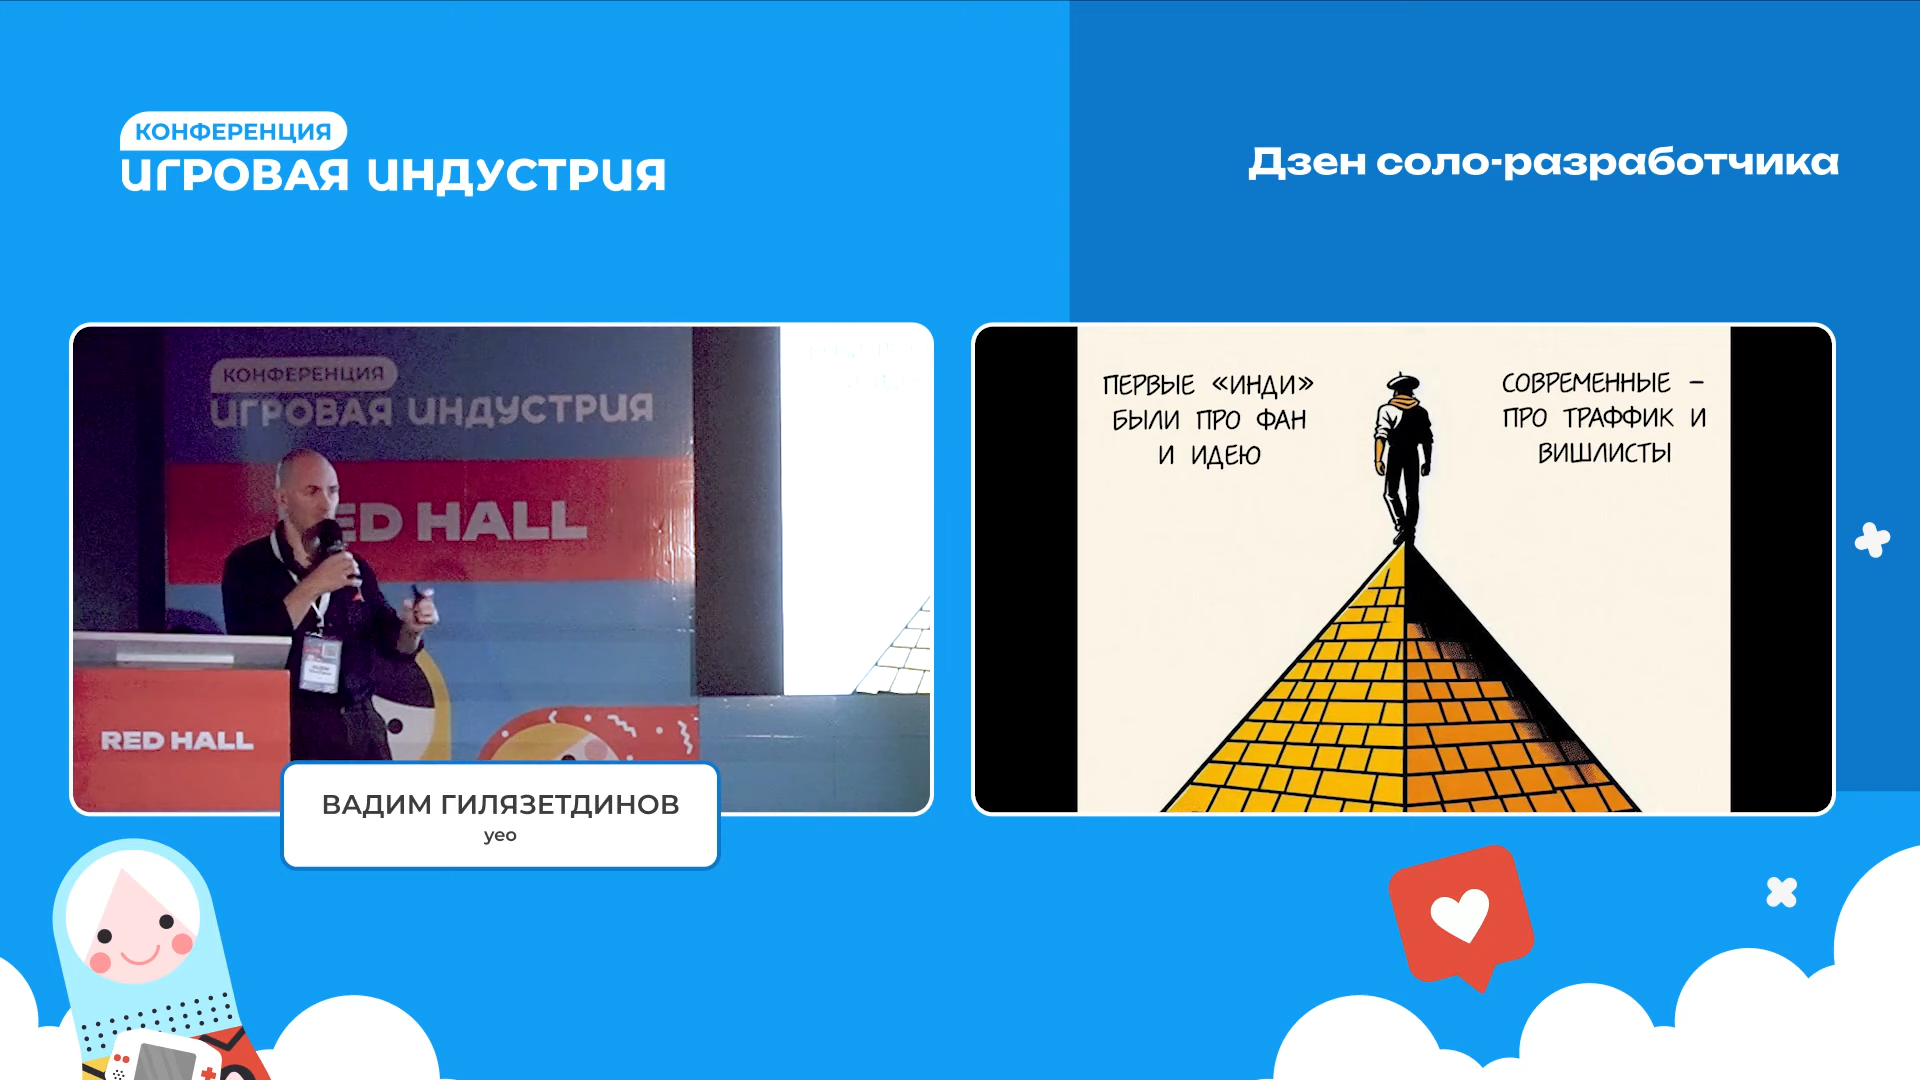 КОНФЕРЕНЦИЯ
ИГРОВАЯ ИНДУСТРИЯ
Дзен соло-разработчика
КОНФЕРЕНЦИЯ
ИГРОВАЯ ИНДУСТРИЯ
RED HALL
RED HALL
ВАДИМ ГИЛЯЗЕТДИНОВ
yeo
ПЕРВЫЕ «ИНДИ»
БЫЛИ ПРО ФАН
И ИДЕЮ
СОВРЕМЕННЫЕ –
ПРО ТРАФФИК И
ВИШЛИСТЫ